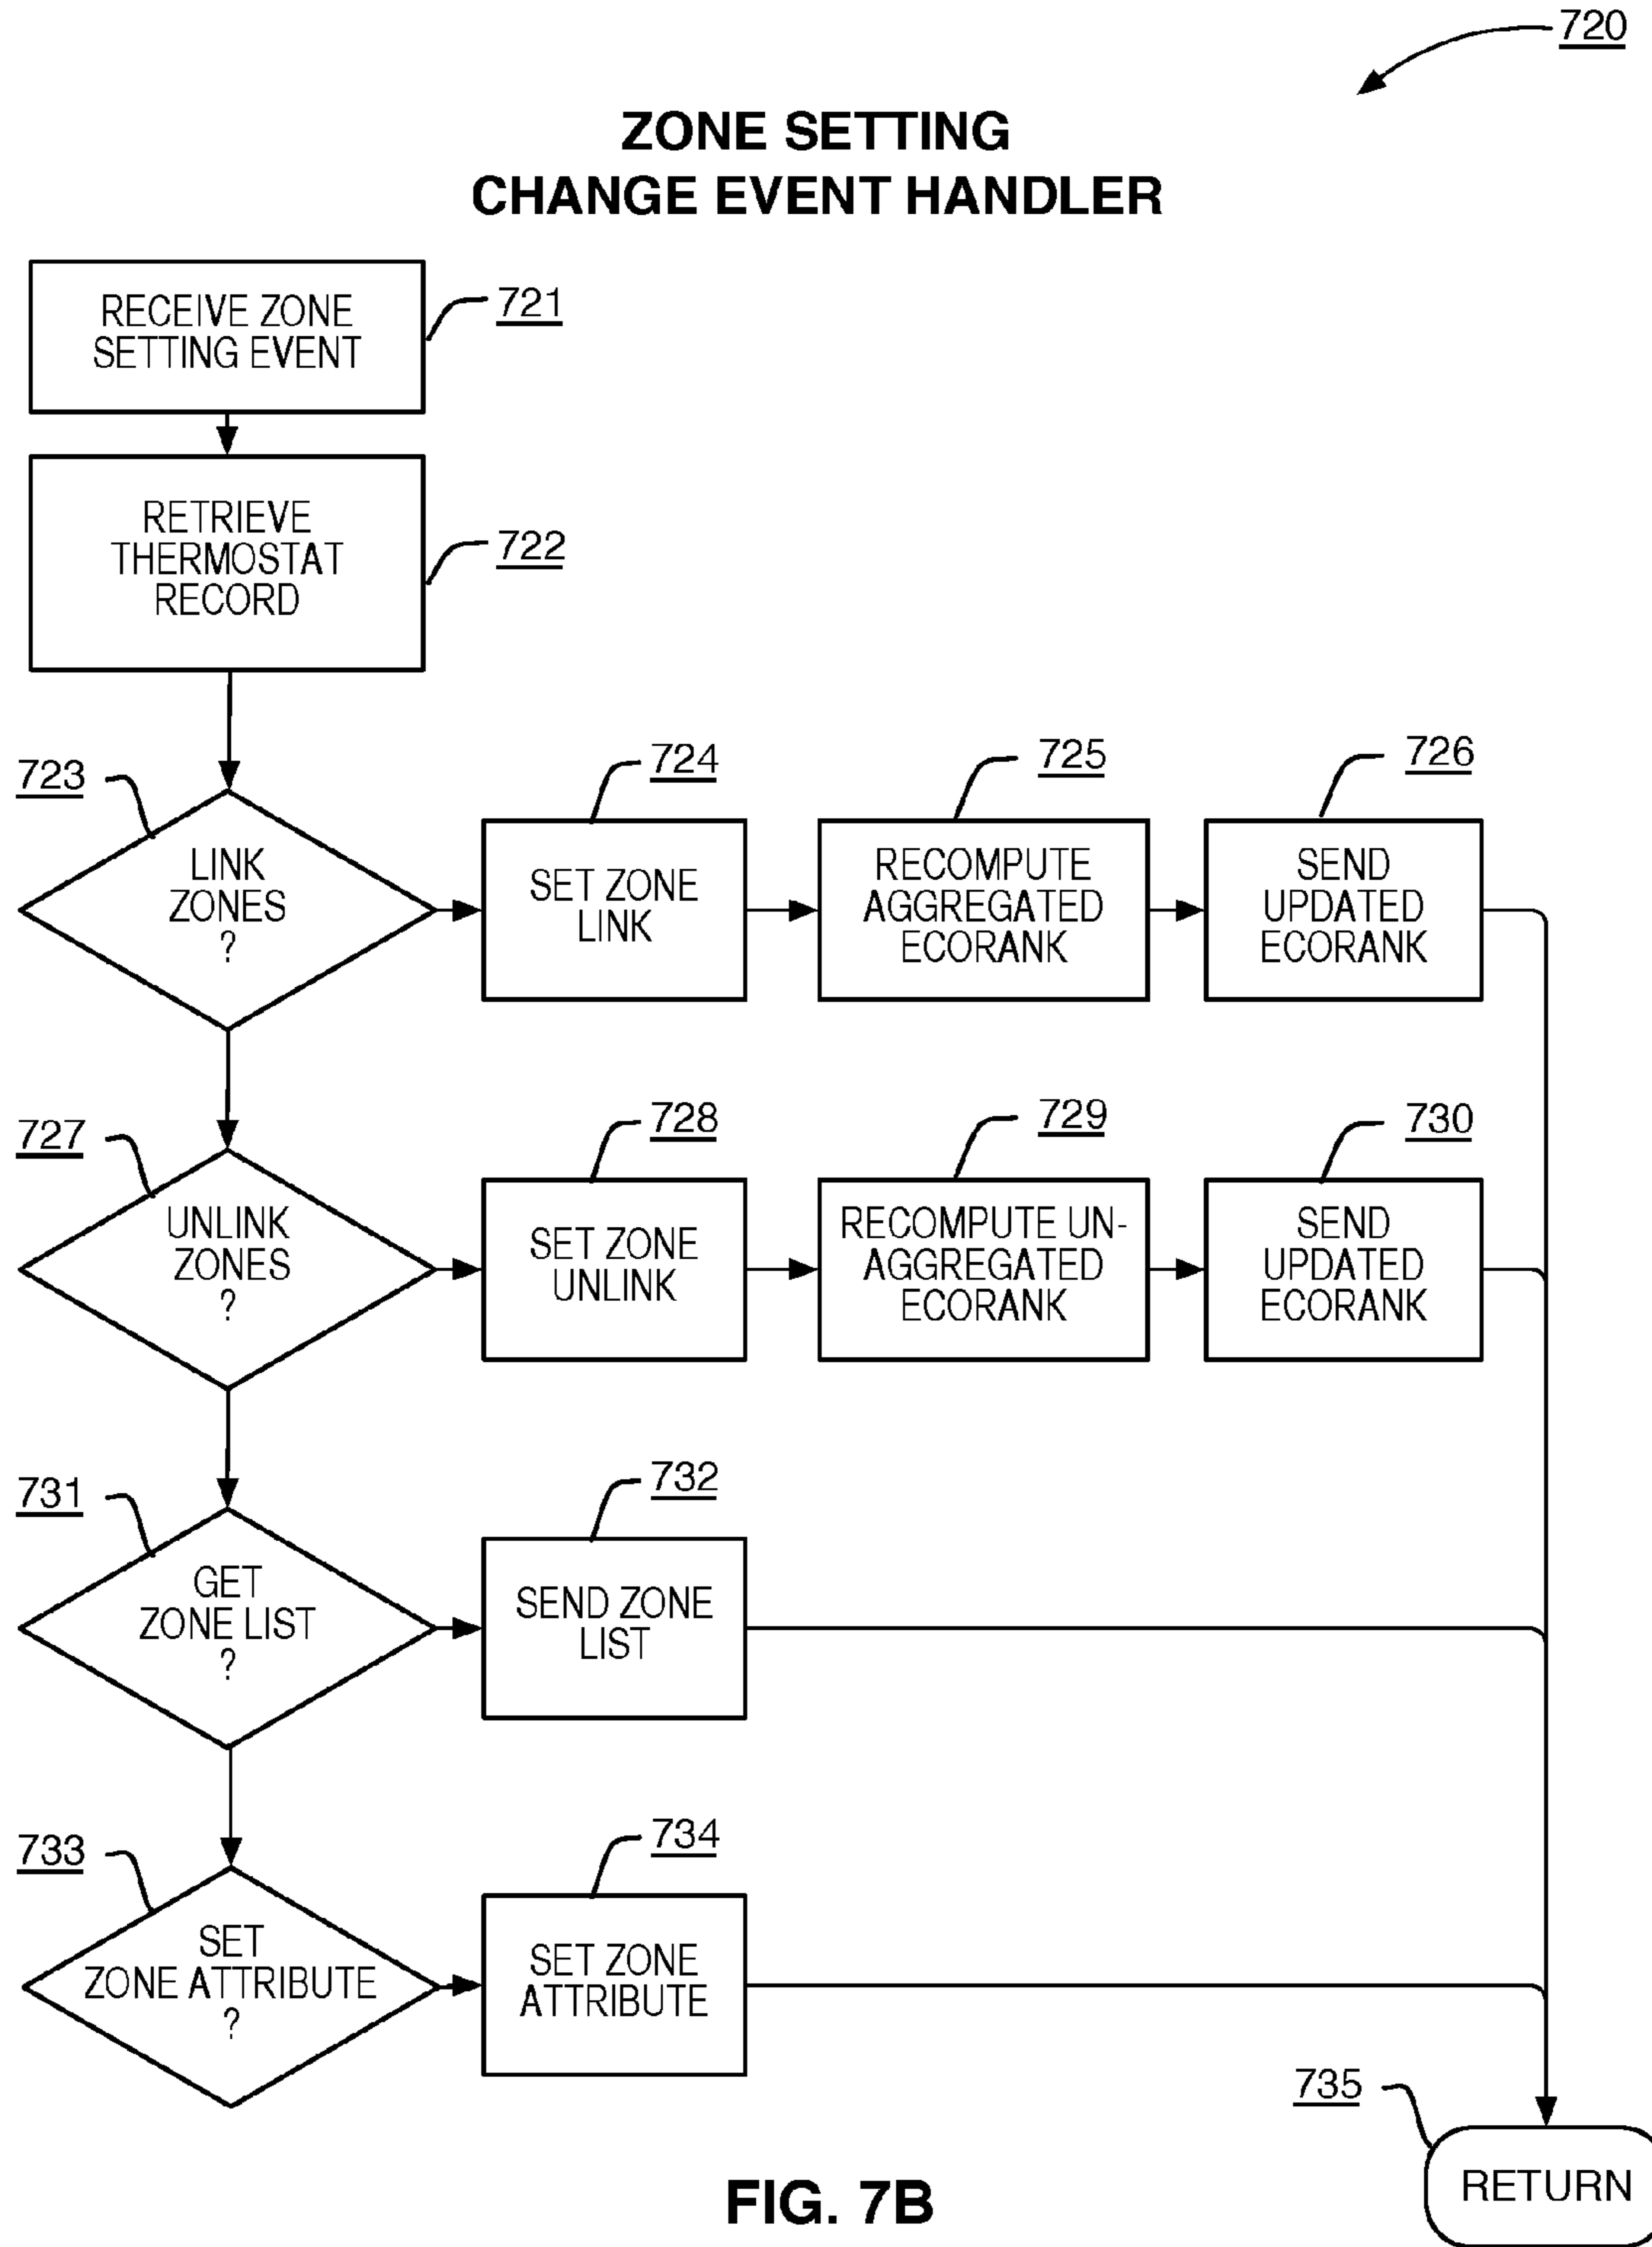 720
ZONE SETTING
CHANGE EVENT HANDLER
RECEIVE ZONE
SETTING EVENT
721
RETRIEVE
THERMOSTAT
RECORD
722
723
LINK
ZONES
?
724
SET ZONE
LINK
725
RECOMPUTE
AGGREGATED
ECORANK
726
SEND
UPDATED
ECORANK
727
UNLINK
ZONES
?
728
SET ZONE
UNLINK
729
RECOMPUTE UN-
AGGREGATED
ECORANK
730
SEND
UPDATED
ECORANK
731
GET
ZONE LIST
?
732
SEND ZONE
LIST
733
SET
ZONE ATTRIBUTE
?
734
SET ZONE
ATTRIBUTE
735
RETURN
FIG. 7B